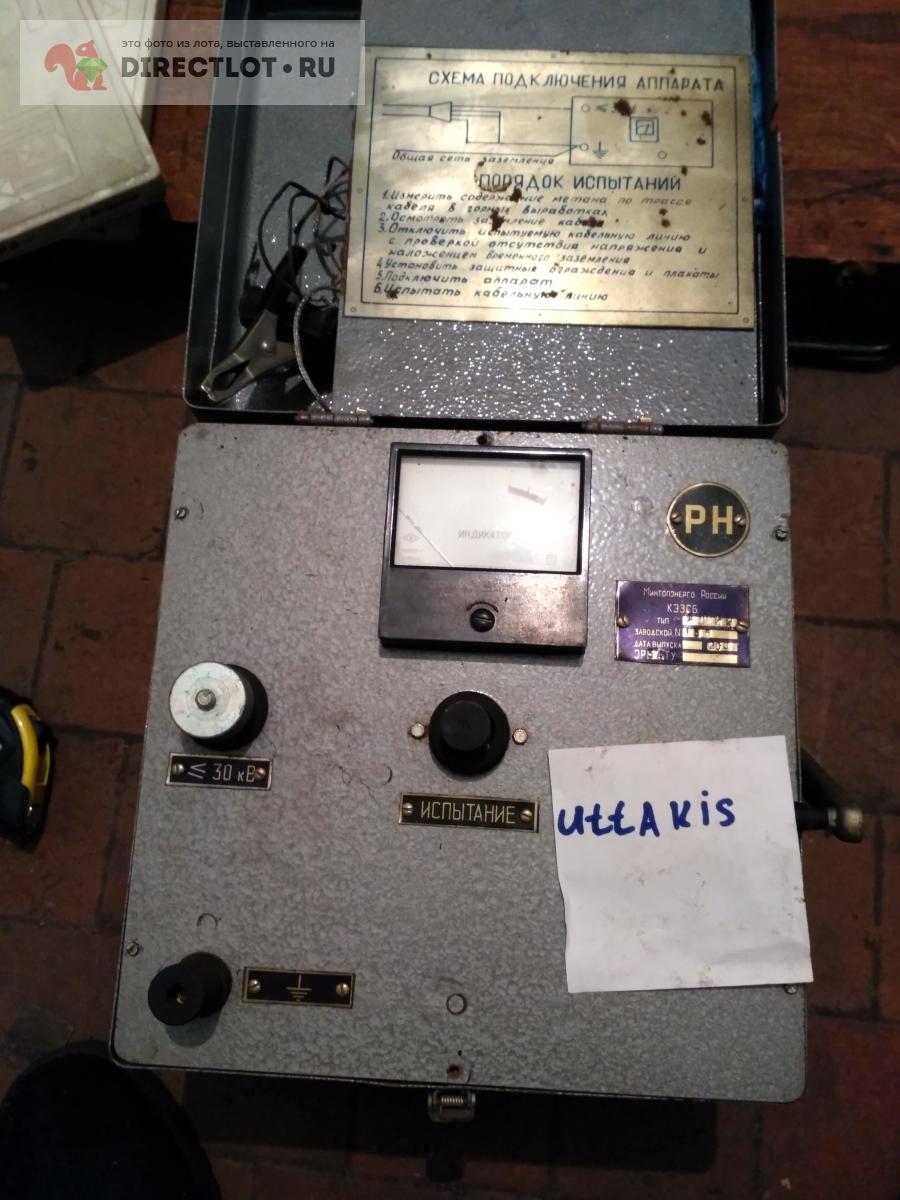 это фото из лота, выставленного на
DIRECTLOT•RU
СХЕМА ПОДКЛЮЧЕНИЯ АППАРАТА
Общая сеть заземления
ПОРЯДОК ИСПЫТАНИЙ
1.Измерить содержание метана по трассе
кабеля в горных выработках
2.Осмотреть заземление кабеля
3.Отключить испытуемую кабельную линию
с проверкой отсутствия напряжения и
наложением временного заземления
4.Установить защитные ограждения и плакаты
5.Подключить аппарат
6.Испытать кабельную линию
ИНДИКАТОР
РН
Минтопэнерго России
КЭЗСБ
ТИП
ЗАВОДСКОЙ №
ДАТА ВЫПУСКА
≤ 30 кВ
ИСПЫТАНИЕ
uttAkis